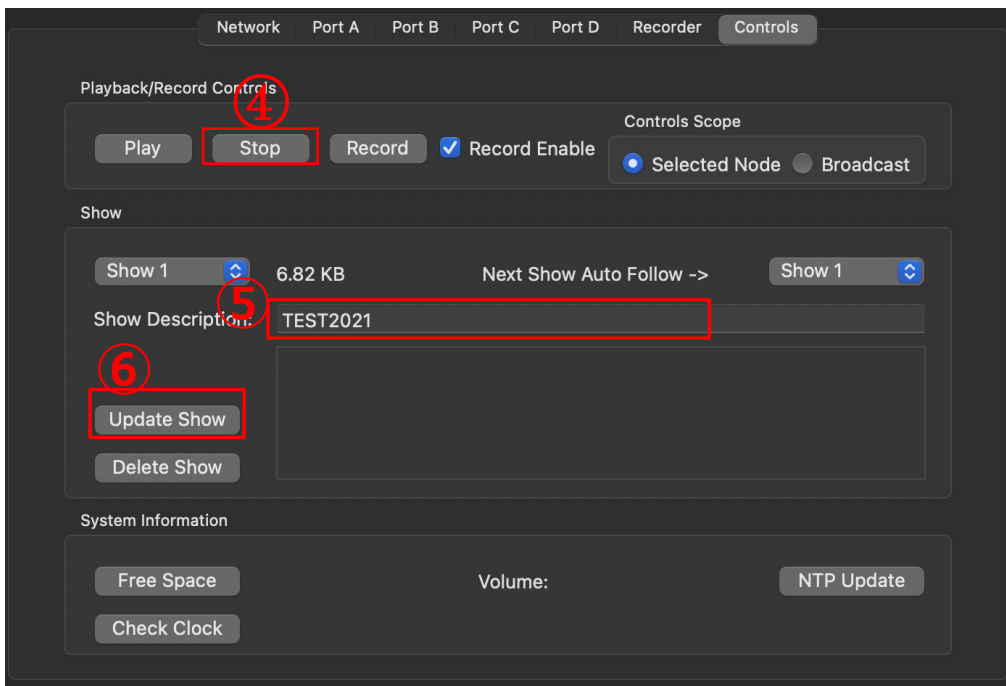 Network Port A Port B Port C Port D Recorder Controls
Playback/Record Controls
④
Controls Scope
Play Stop Record Record Enable Selected Node Broadcast
Show
Show 1 6.82 KB Next Show Auto Follow -> Show 1
⑤
Show Description: TEST2021
⑥
Update Show
Delete Show
System Information
Free Space Volume: NTP Update
Check Clock